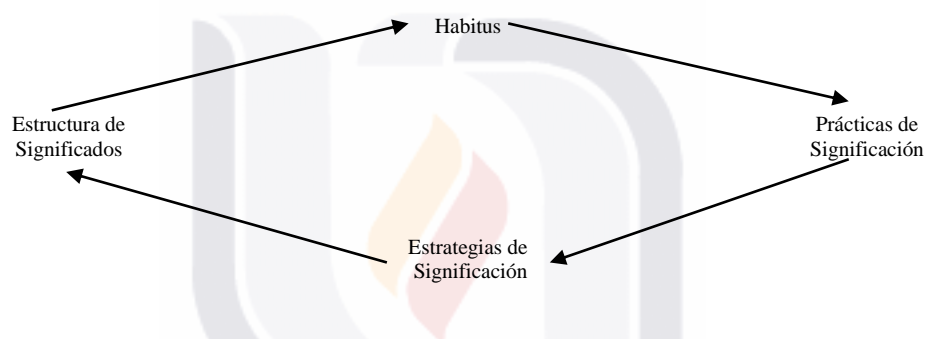 Habitus
Estructura de
Significados
Prácticas de
Significación
Estrategias de
Significación